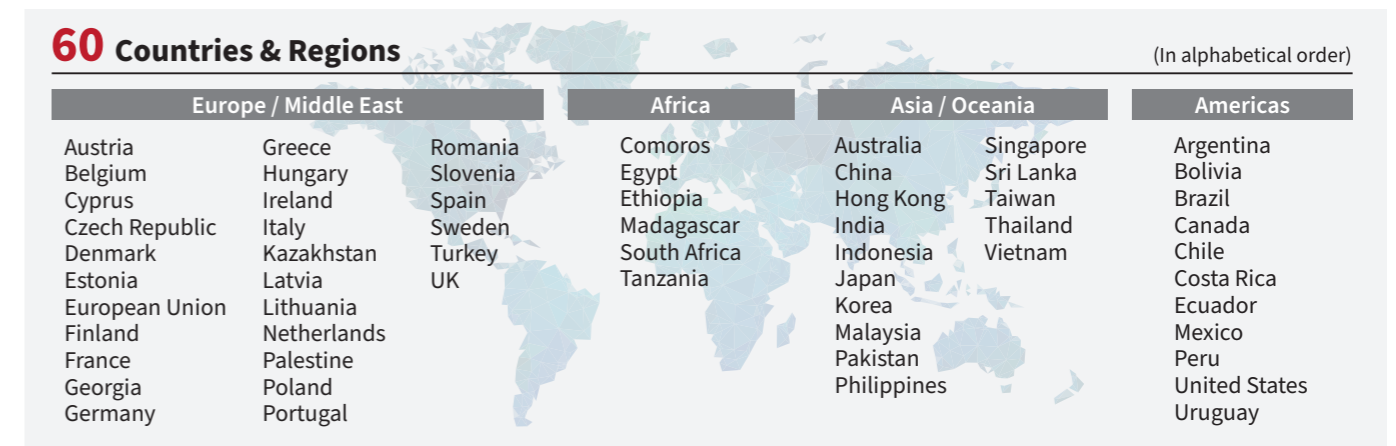 60 Countries & Regions
(In alphabetical order)
Europe / Middle East
Austria
Belgium
Cyprus
Czech Republic
Denmark
Estonia
European Union
Finland
France
Georgia
Germany
Greece
Hungary
Ireland
Italy
Kazakhstan
Latvia
Lithuania
Netherlands
Palestine
Poland
Portugal
Romania
Slovenia
Spain
Sweden
Turkey
UK
Africa
Comoros
Egypt
Ethiopia
Madagascar
South Africa
Tanzania
Asia / Oceania
Australia
China
Hong Kong
India
Indonesia
Japan
Korea
Malaysia
Pakistan
Philippines
Singapore
Sri Lanka
Taiwan
Thailand
Vietnam
Americas
Argentina
Bolivia
Brazil
Canada
Chile
Costa Rica
Ecuador
Mexico
Peru
United States
Uruguay